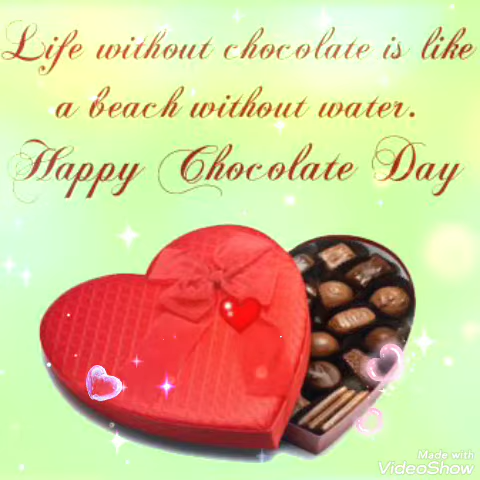 Life without chocolate is like
a beach without water.
Happy Chocolate Day
Made with
VideoShow